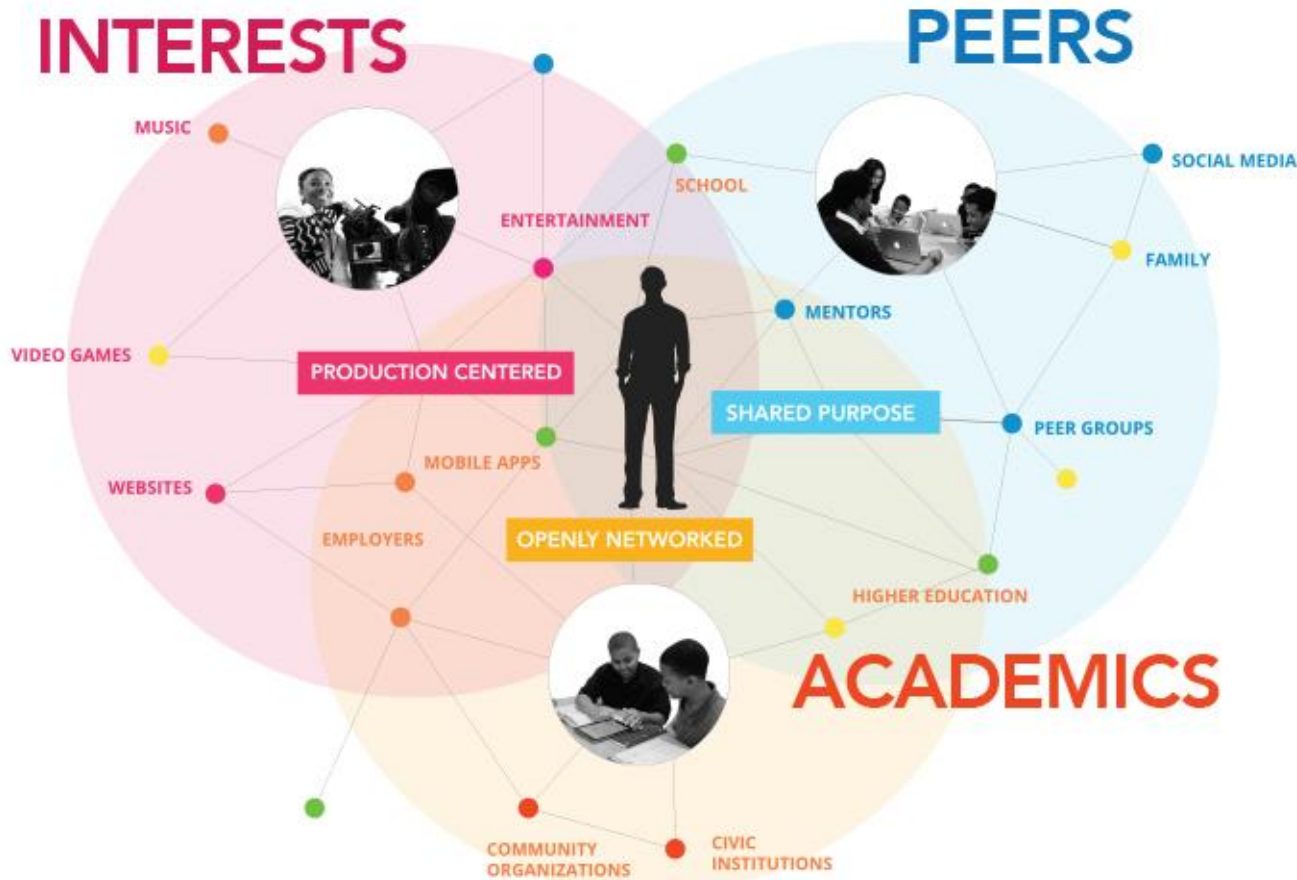 INTERESTS
PEERS
MUSIC
SOCIAL MEDIA
SCHOOL
ENTERTAINMENT
FAMILY
MENTORS
VIDEO GAMES
PRODUCTION CENTERED
SHARED PURPOSE
PEER GROUPS
MOBILE APPS
WEBSITES
EMPLOYERS
OPENLY NETWORKED
HIGHER EDUCATION
ACADEMICS
COMMUNITY
ORGANIZATIONS
CIVIC
INSTITUTIONS